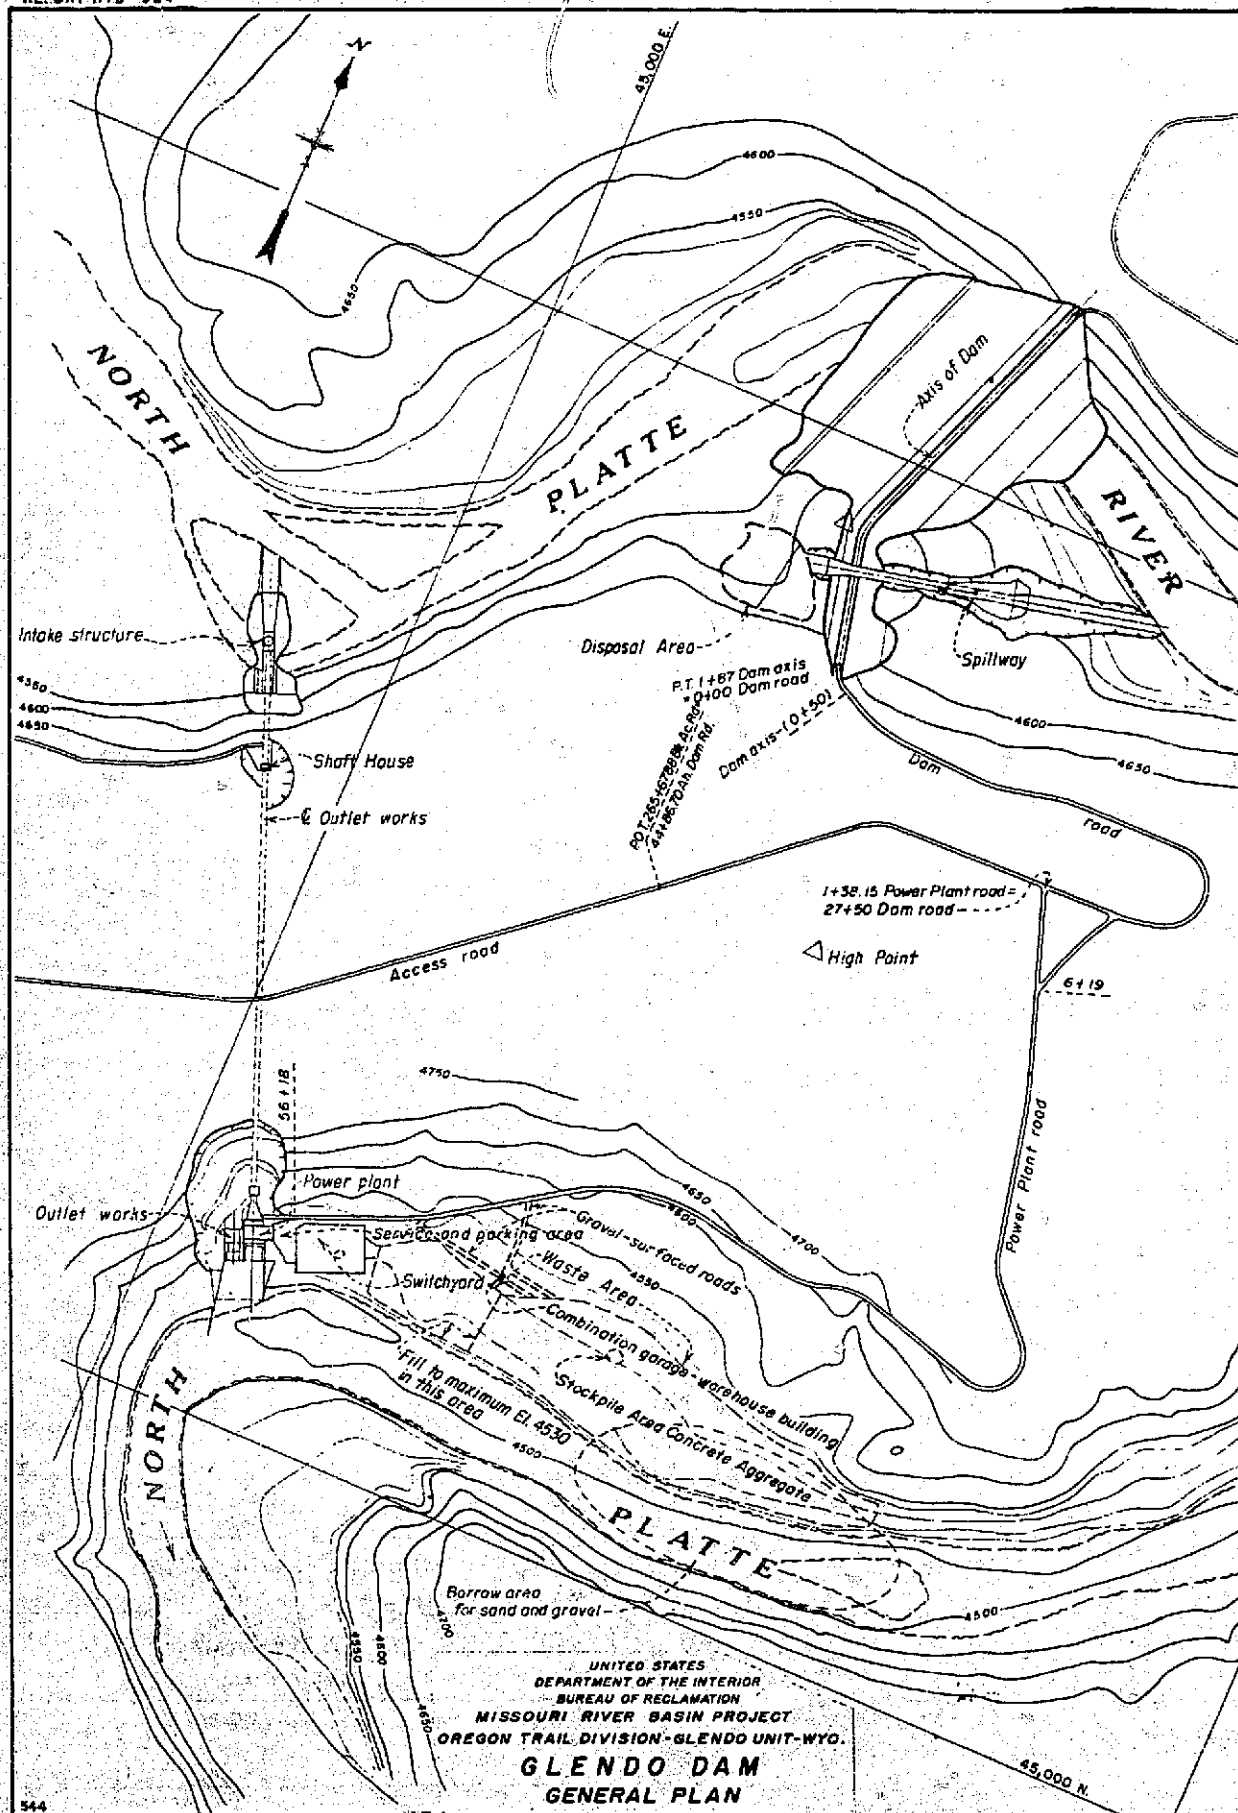 N
45,000 E.
4600
4550
4650
NORTH
PLATTE
RIVER
Axis of Dam
Intake structure
Disposal Area
Spillway
P.T. 1+87 Dam axis
= 0+00 Dam road
Dam axis-(0+50)
4600
4650
4600
4650
Shaft House
Dam
road
℄ Outlet works
1+38.15 Power Plant road =
27+50 Dam road
High Point
Access road
6+19
4750
56+18
Power Plant road
Power plant
4650
4600
4700
Outlet works
Service and parking area
Gravel-surfaced roads
Switchyard
Waste Area
4550
Combination garage-warehouse building
Fill to maximum El. 4530
in this area
Stockpile Area Concrete Aggregate
4500
NORTH
PLATTE
Borrow area
for sand and gravel
4500
4550
4600
4700
4650
UNITED STATES
DEPARTMENT OF THE INTERIOR
BUREAU OF RECLAMATION
MISSOURI RIVER BASIN PROJECT
OREGON TRAIL DIVISION-GLENDO UNIT-WYO.
GLENDO DAM
GENERAL PLAN
45,000 N.
544